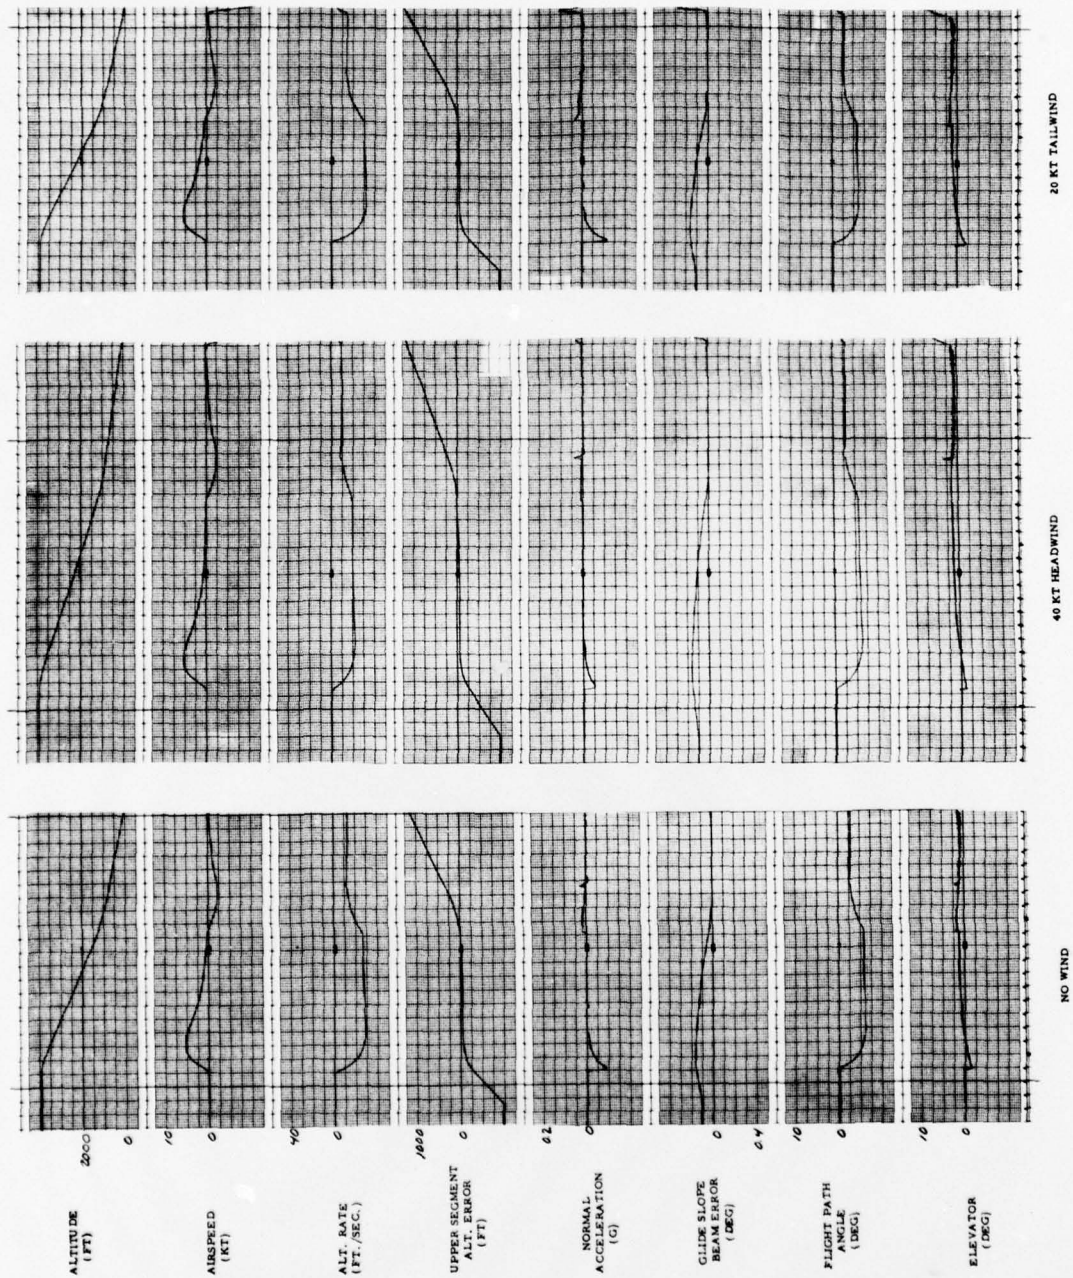 20 KT TAILWIND
40 KT HEADWIND
NO WIND
2000
0
ALTITUDE
(FT)
10
0
AIRSPEED
(KT)
40
0
ALT. RATE
(FT./SEC.)
1000
0
UPPER SEGMENT
ALT. ERROR
(FT)
0.2
0
NORMAL
ACCELERATION
(G)
0
0.4
GLIDE SLOPE
BEAM ERROR
(DEG)
10
0
FLIGHT PATH
ANGLE
(DEG)
10
0
ELEVATOR
(DEG)